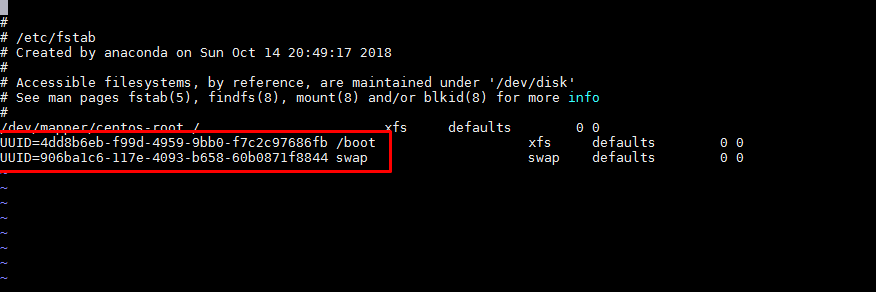 #
# /etc/fstab
# Created by anaconda on Sun Oct 14 20:49:17 2018
#
# Accessible filesystems, by reference, are maintained under '/dev/disk'
# See man pages fstab(5), findfs(8), mount(8) and/or blkid(8) for more info
#
/dev/mapper/centos-root / xfs defaults 0 0
UUID=4dd8b6eb-f99d-4959-9bb0-f7c2c97686fb /boot xfs defaults 0 0
UUID=906ba1c6-117e-4093-b658-60b0871f8844 swap swap defaults 0 0
~
~
~
~
~
~
~
~